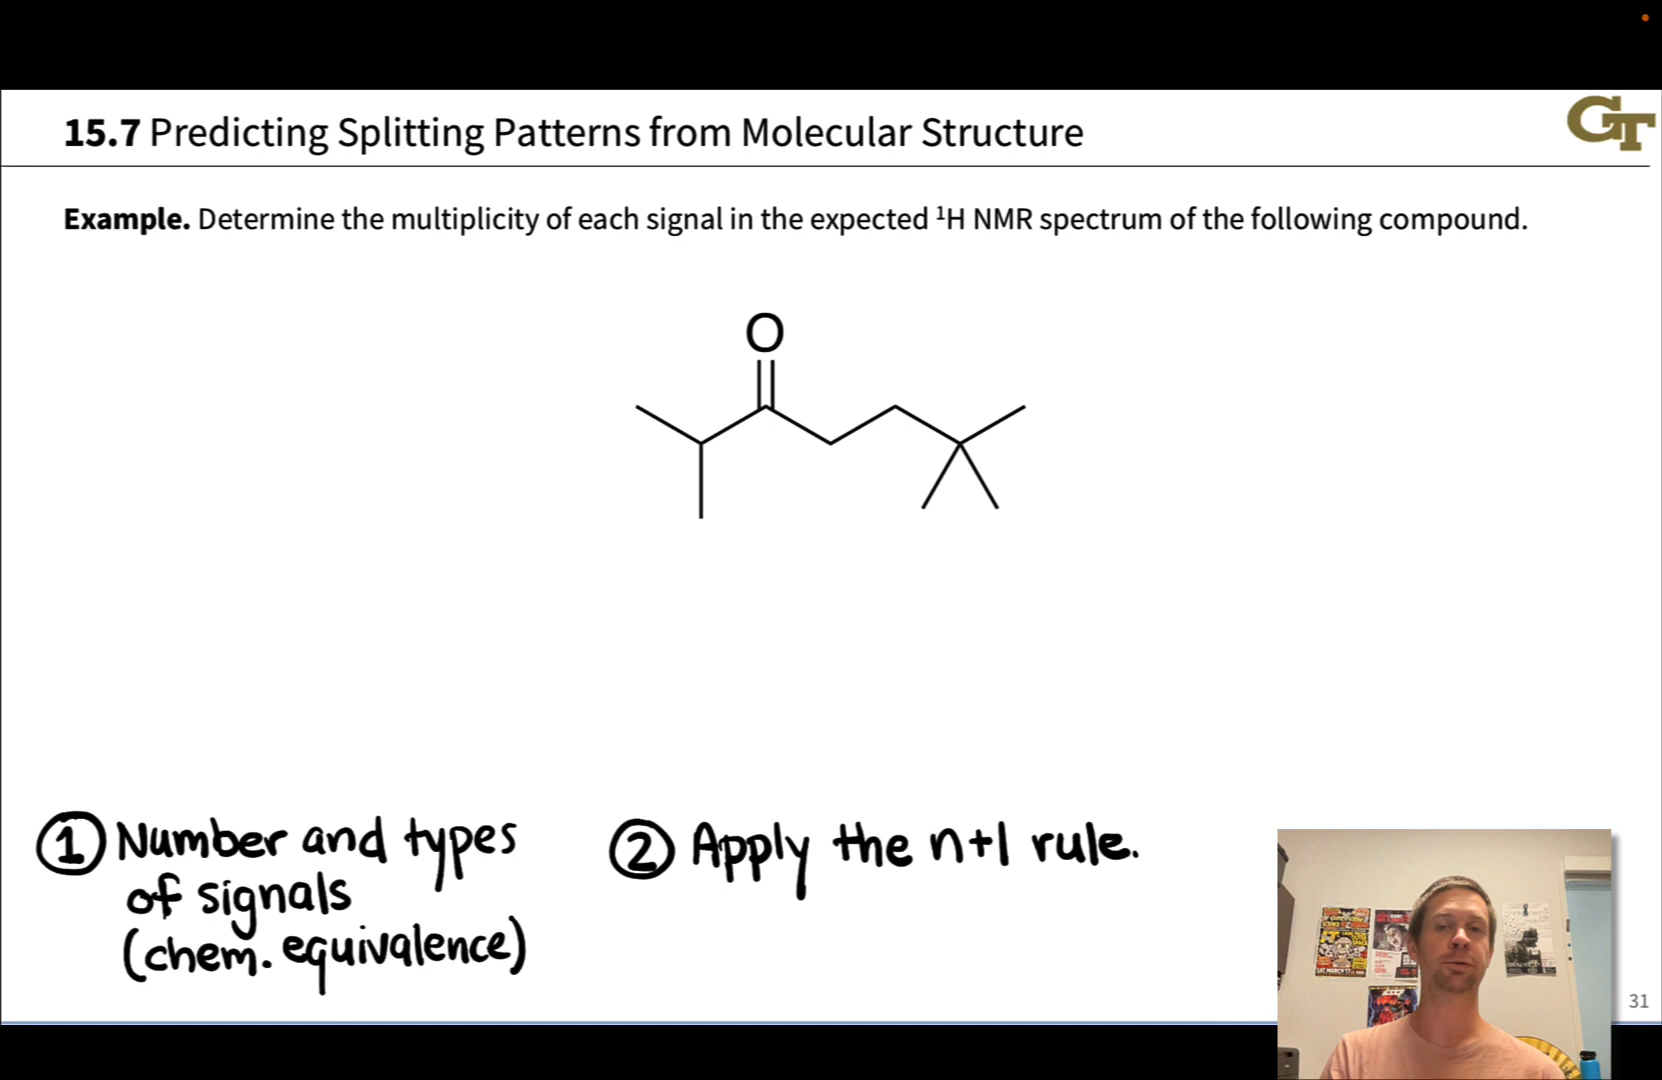 GT
15.7 Predicting Splitting Patterns from Molecular Structure
Example. Determine the multiplicity of each signal in the expected ¹H NMR spectrum of the following compound.
O
① Number and types
of signals
(chem. equivalence)
② Apply the n+1 rule.
31